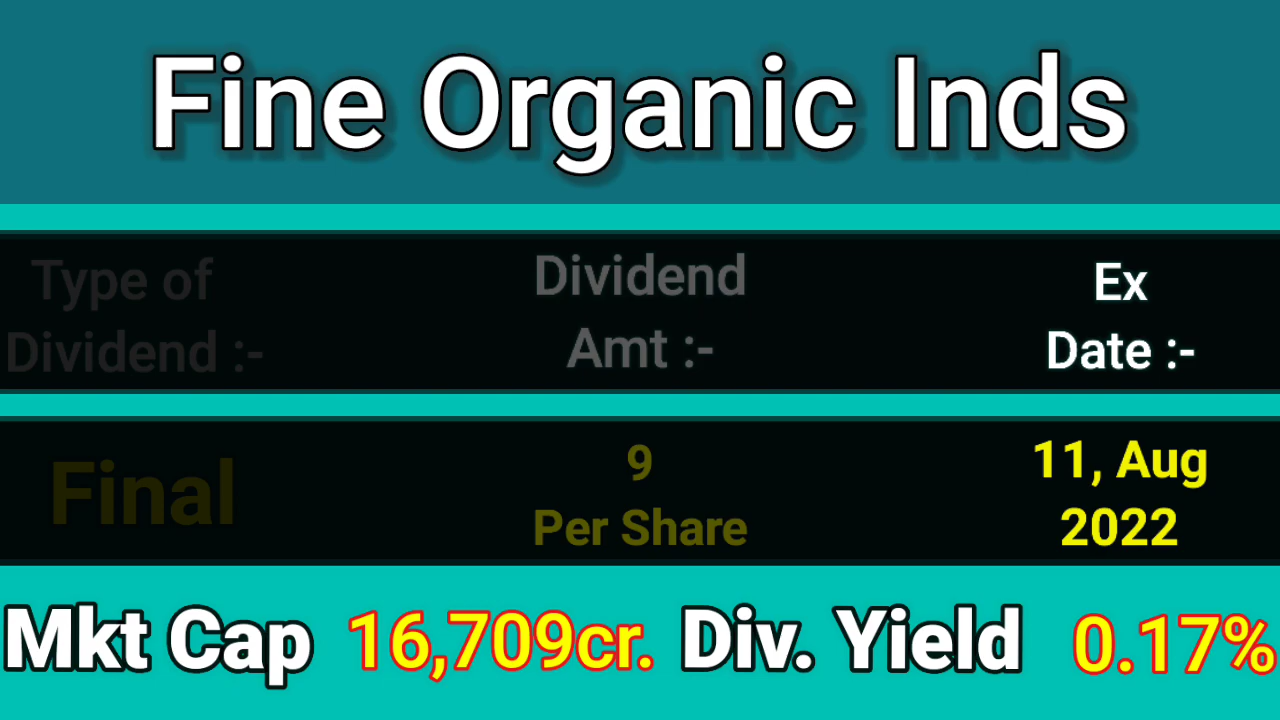 Fine Organic Inds
Type of
Dividend :-
Dividend
Amt :-
Ex
Date :-
Final
9
Per Share
11, Aug
2022
Mkt Cap 16,709cr. Div. Yield 0.17%